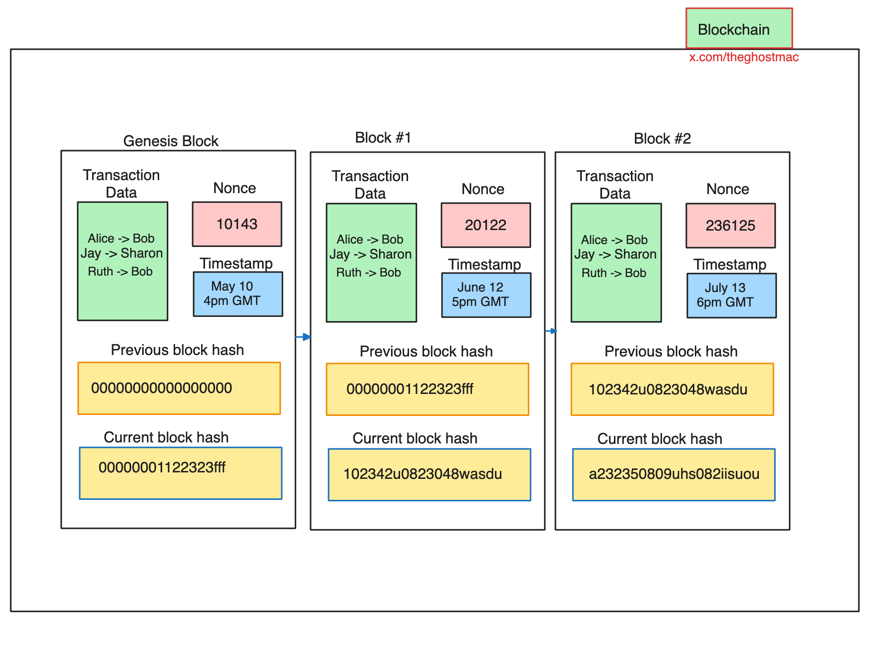 Blockchain
x.com/theghostmac
Genesis Block
Transaction
Data
Alice -> Bob
Jay -> Sharon
Ruth -> Bob
Nonce
10143
Timestamp
May 10
4pm GMT
Previous block hash
00000000000000000
Current block hash
00000001122323fff
Block #1
Transaction
Data
Alice -> Bob
Jay -> Sharon
Ruth -> Bob
Nonce
20122
Timestamp
June 12
5pm GMT
Previous block hash
00000001122323fff
Current block hash
102342u0823048wasdu
Block #2
Transaction
Data
Alice -> Bob
Jay -> Sharon
Ruth -> Bob
Nonce
236125
Timestamp
July 13
6pm GMT
Previous block hash
102342u0823048wasdu
Current block hash
a232350809uhs082iisuou